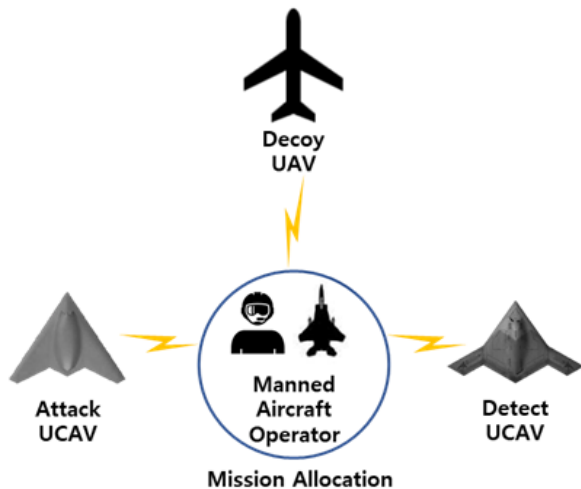 Decoy
UAV
Attack
UCAV
Manned
Aircraft
Operator
Detect
UCAV
Mission Allocation